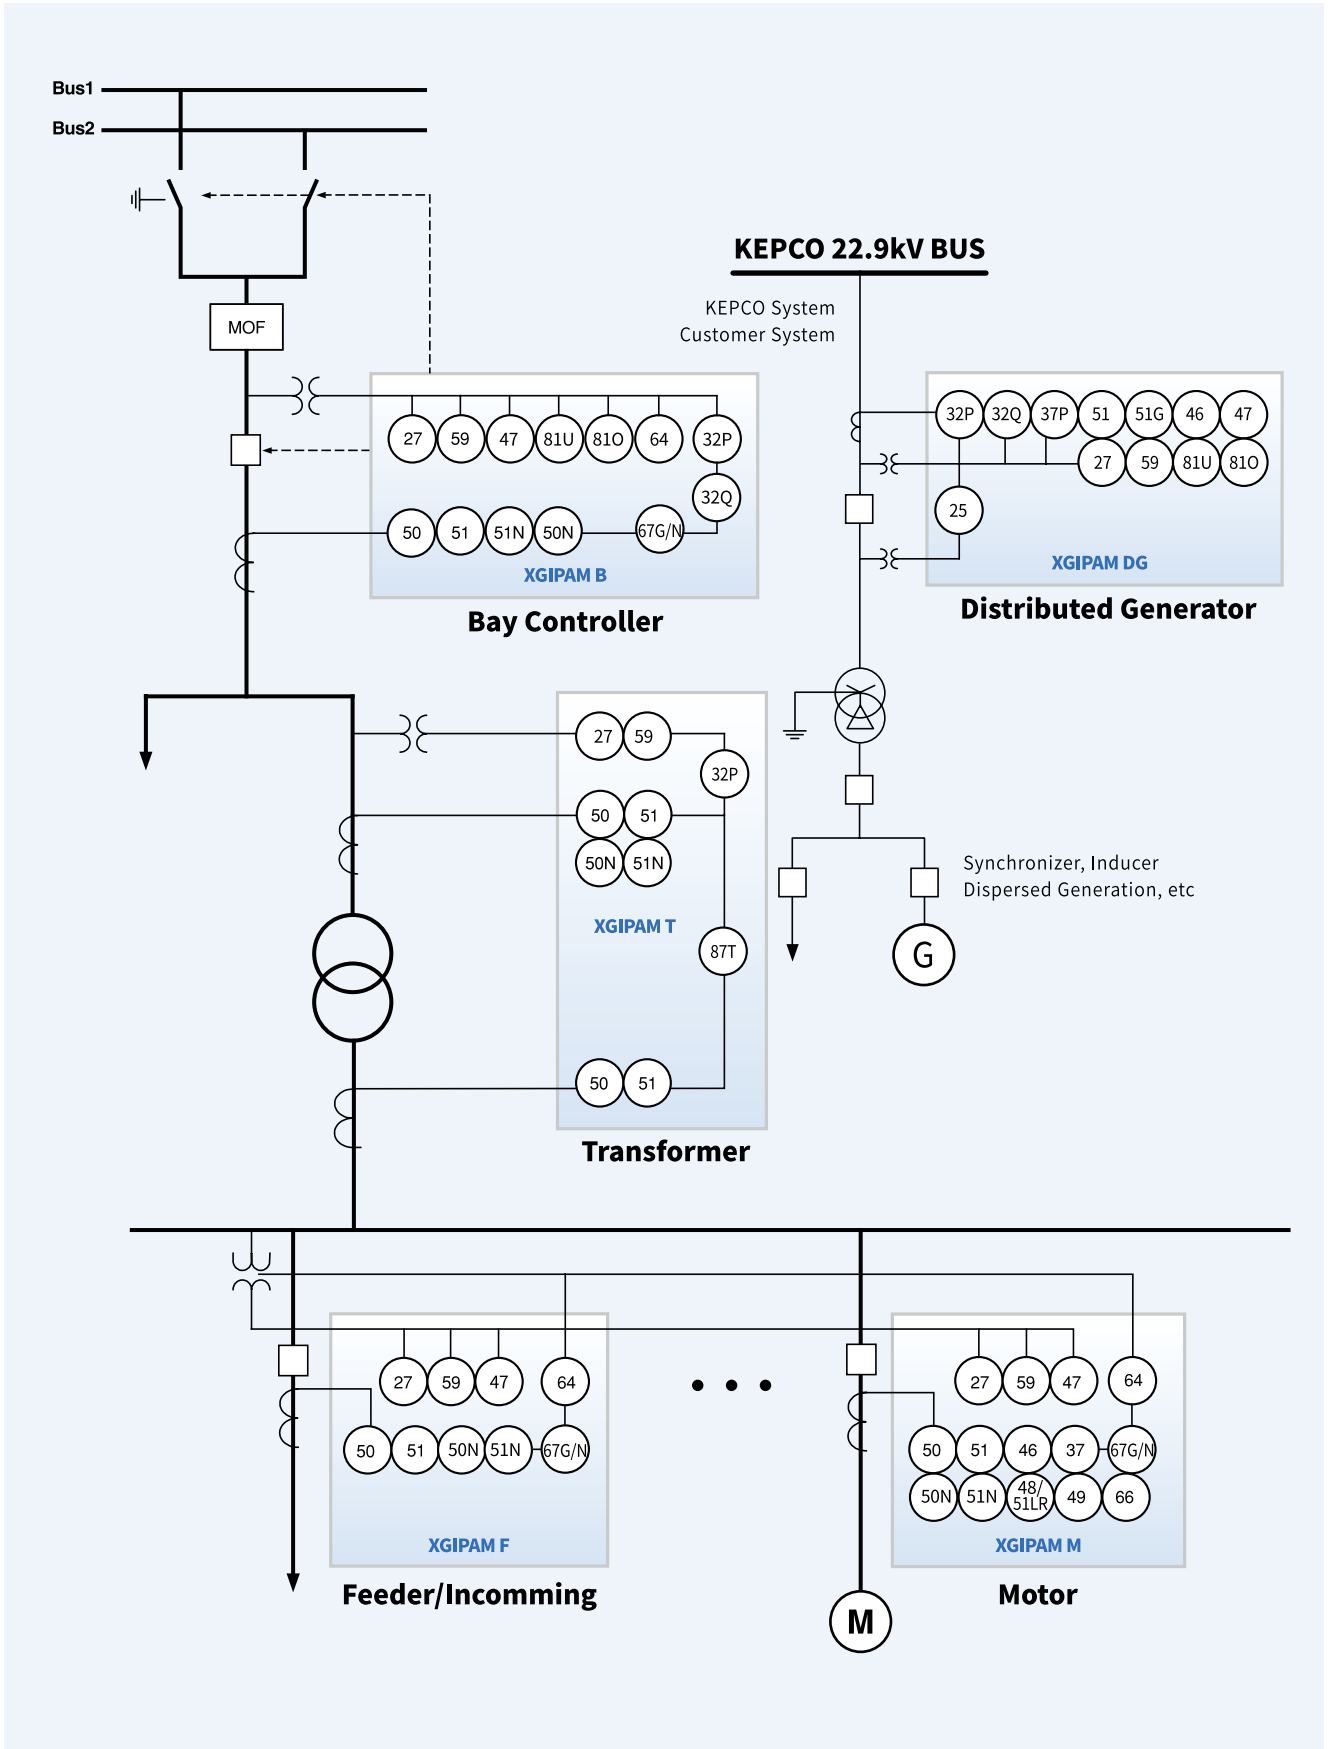 Bus1
Bus2
MOF
27 59 47 81U 81O 64 32P
32Q
50 51 51N 50N 67G/N
XGIPAM B
Bay Controller
KEPCO 22.9kV BUS
KEPCO System
Customer System
32P 32Q 37P 51 51G 46 47
27 59 81U 81O
25
XGIPAM DG
Distributed Generator
27 59
32P
50 51
50N 51N
XGIPAM T
87T
50 51
Transformer
Synchronizer, Inducer
Dispersed Generation, etc
G
27 59 47 64
50 51 50N 51N 67G/N
XGIPAM F
Feeder/Incomming
27 59 47 64
50 51 46 37 67G/N
50N 51N 48/ 49 66
51LR
XGIPAM M
Motor
M